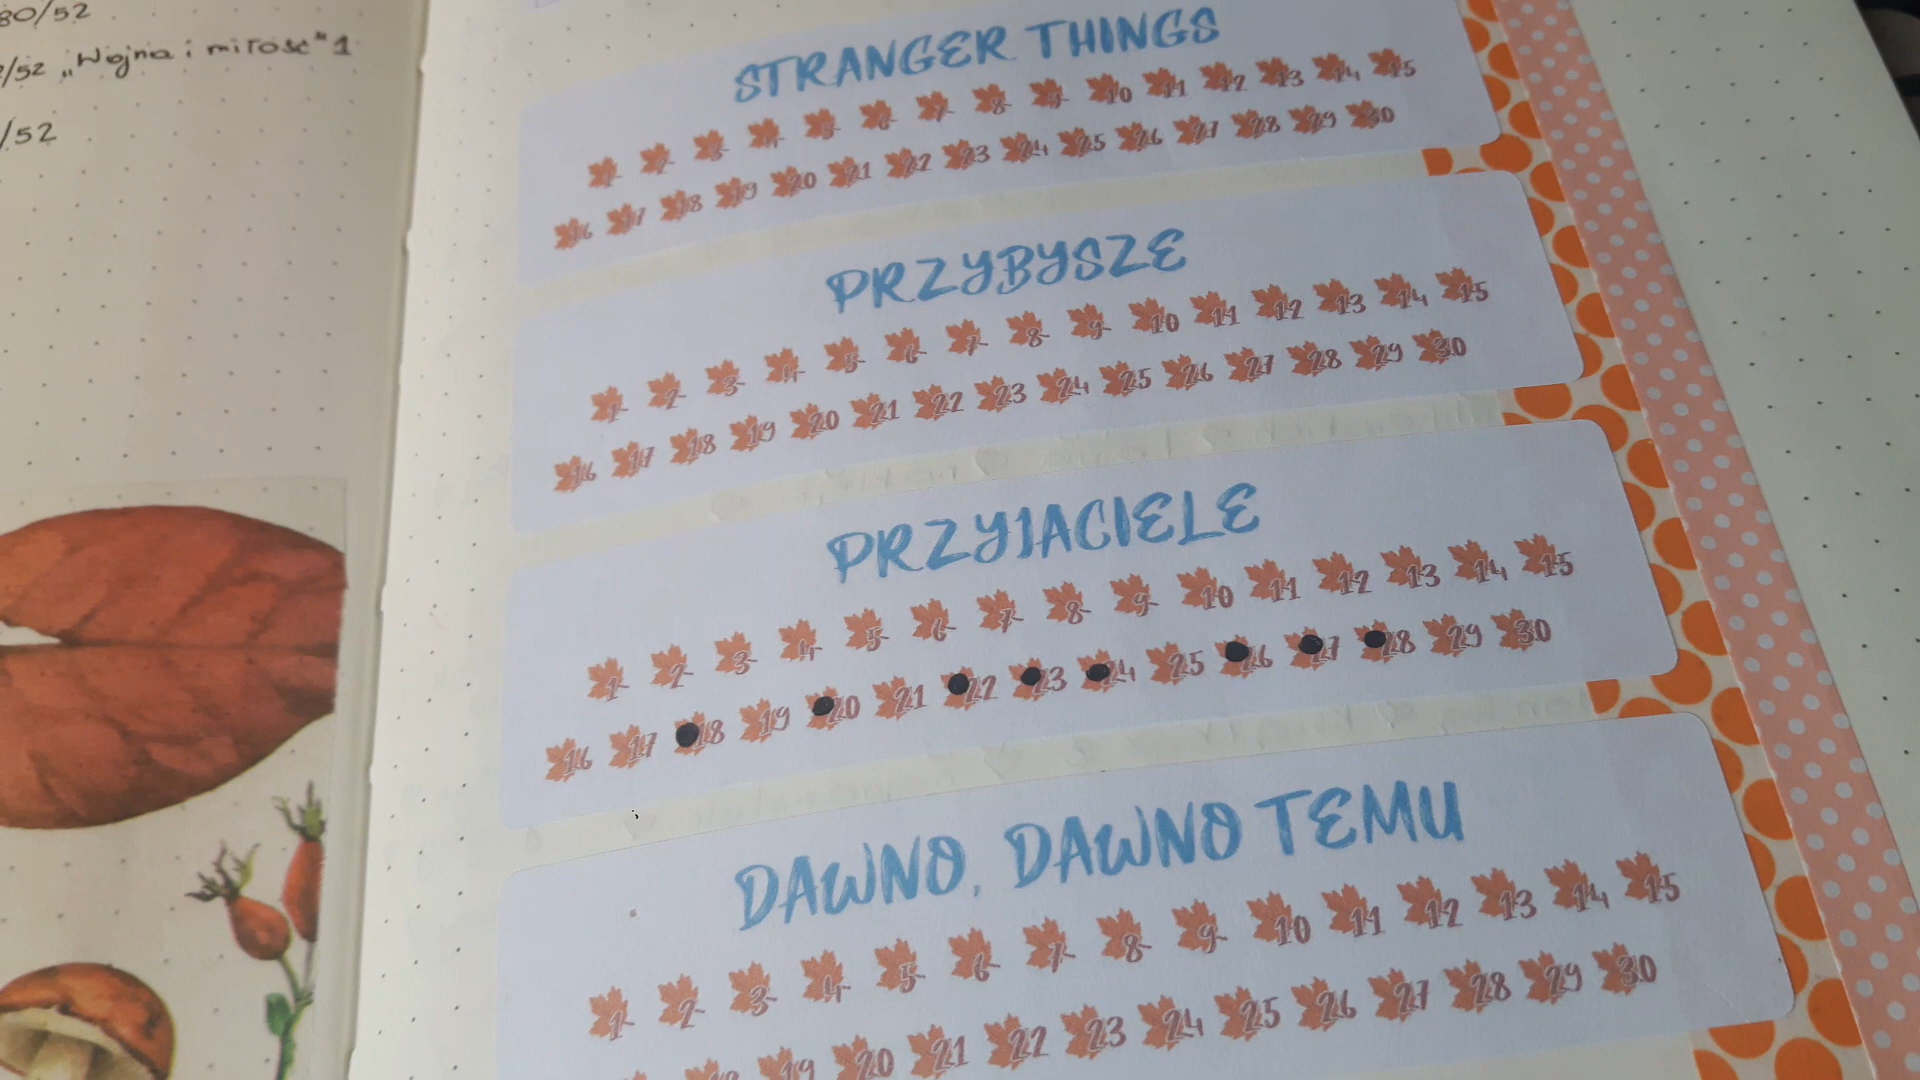 80/52
/52 „Wojna i miłość" 1
/52
STRANGER THINGS
1 2 3 4 5 6 7 8 9 10 11 12 13 14 15
16 17 18 19 20 21 22 23 24 25 26 27 28 29 30
PRZYBYSZE
1 2 3 4 5 6 7 8 9 10 11 12 13 14 15
16 17 18 19 20 21 22 23 24 25 26 27 28 29 30
PRZYJACIELE
1 2 3 4 5 6 7 8 9 10 11 12 13 14 15
16 17 18 19 20 21 22 23 24 25 26 27 28 29 30
DAWNO, DAWNO TEMU
1 2 3 4 5 6 7 8 9 10 11 12 13 14 15
19 20 21 22 23 24 25 26 27 28 29 30